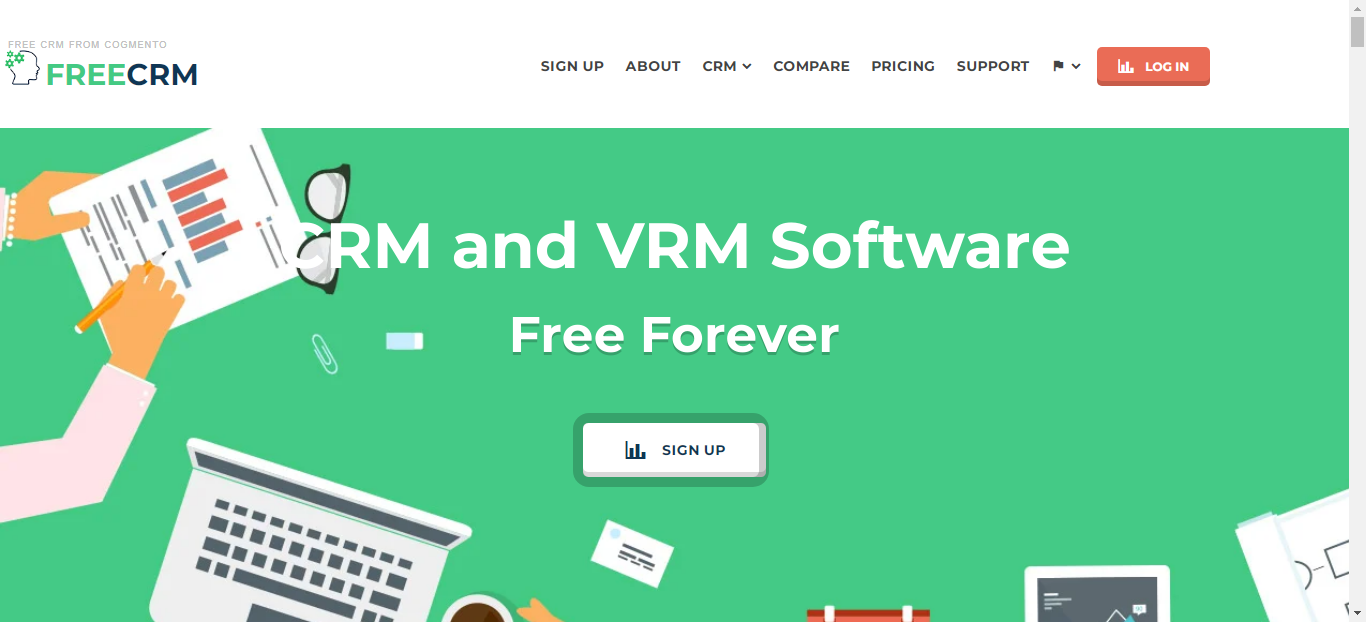 FREE CRM FROM COGMENTO
FREECRM
SIGN UP ABOUT CRM COMPARE PRICING SUPPORT LOG IN
CRM and VRM Software
Free Forever
SIGN UP